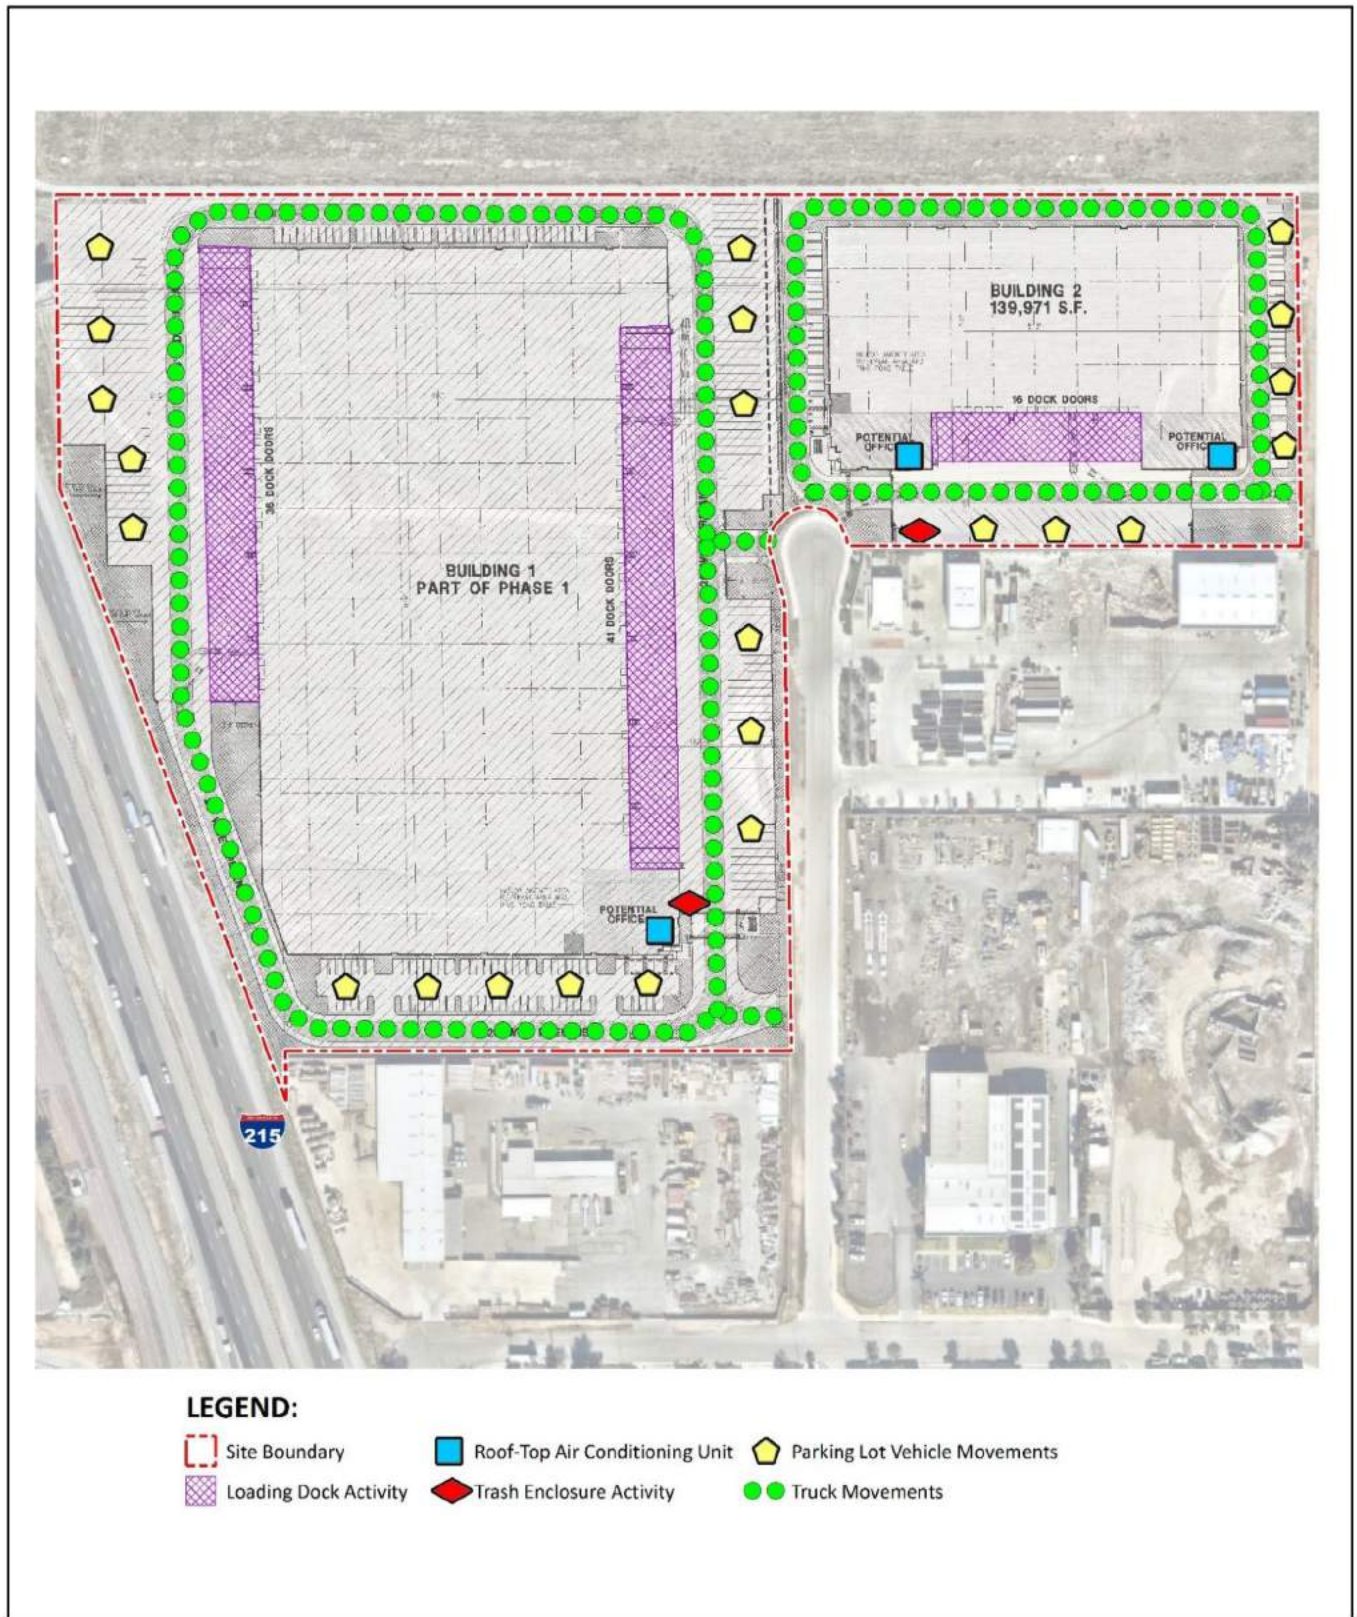 BUILDING 2
139,971 S.F.
16 DOCK DOORS
POTENTIAL
OFFIC
POTENTIAL
OFFIC
36 DOCK DOORS
BUILDING 1
PART OF PHASE 1
41 DOCK DOORS
POTENTIAL
OFFICE
215
LEGEND:
Site Boundary
Roof-Top Air Conditioning Unit
Parking Lot Vehicle Movements
Loading Dock Activity
Trash Enclosure Activity
Truck Movements